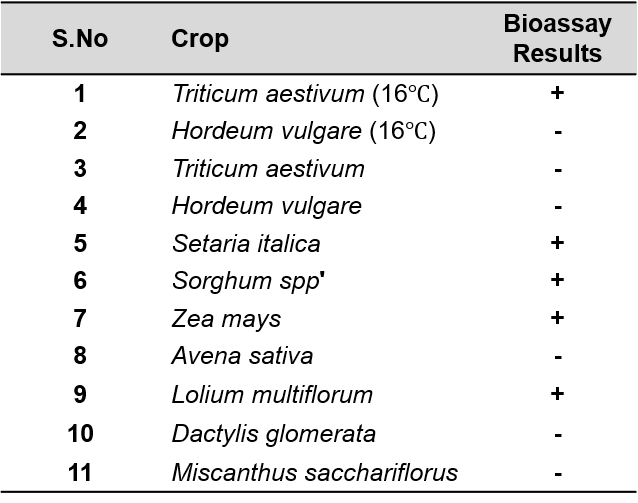 S.No Crop Bioassay Results
1 Triticum aestivum (16℃) +
2 Hordeum vulgare (16℃) -
3 Triticum aestivum -
4 Hordeum vulgare -
5 Setaria italica +
6 Sorghum spp' +
7 Zea mays +
8 Avena sativa -
9 Lolium multiflorum +
10 Dactylis glomerata -
11 Miscanthus sacchariflorus -